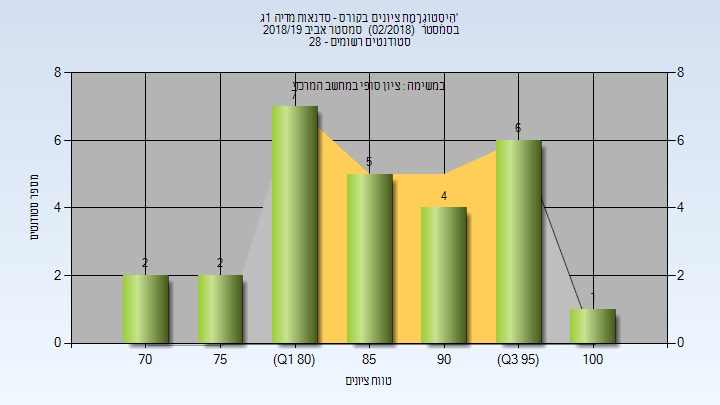 הִיסְטוֹגְרָמַת ציונים בקורס - סדנאות מדיה 1ג'
בסמסטר (02/2018) סמסטר אביב 2018/19
סטודנטים רשומים - 28
במשימה : ציון סופי במחשב המרכזי
8 8
7
6 6
6
5
4 4
4
2 2
2 2
1
0 0
מספר סטודנטים
70 75 (Q1 80) 85 90 (Q3 95) 100
טווח ציונים